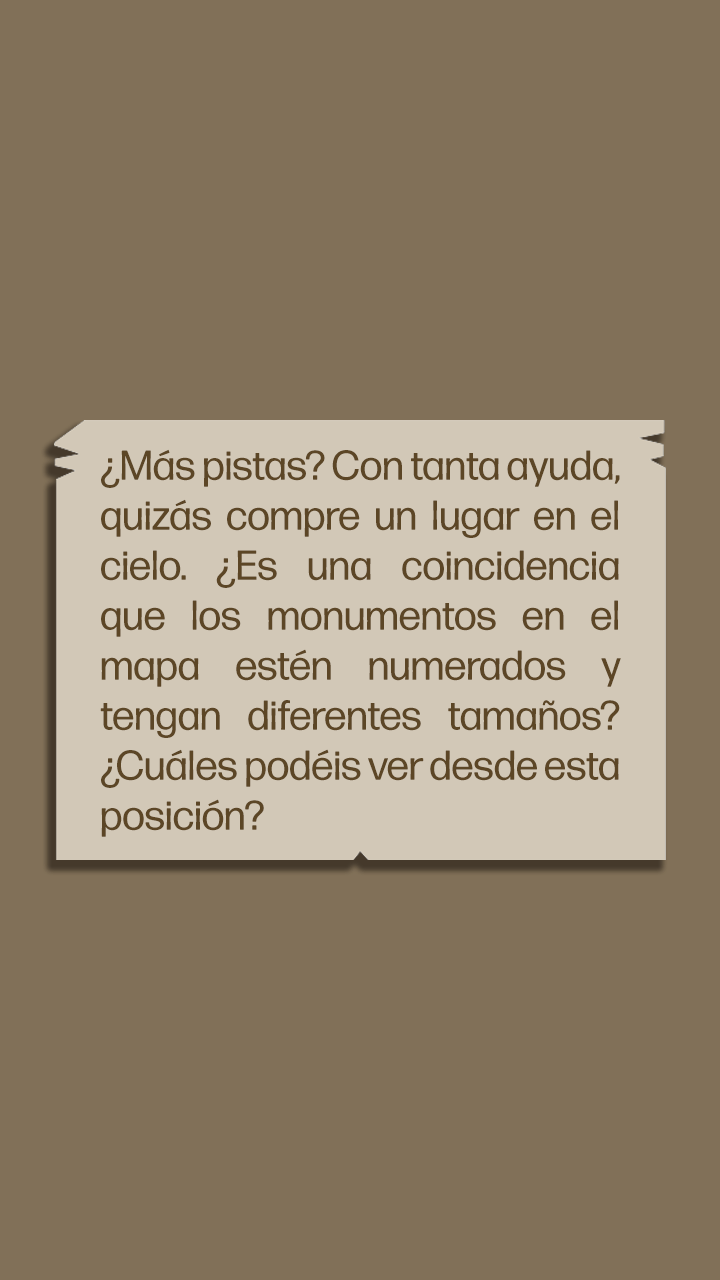 ¿Más pistas? Con tanta ayuda,
quizás compre un lugar en el
cielo. ¿Es una coincidencia
que los monumentos en el
mapa estén numerados y
tengan diferentes tamaños?
¿Cuáles podéis ver desde esta
posición?